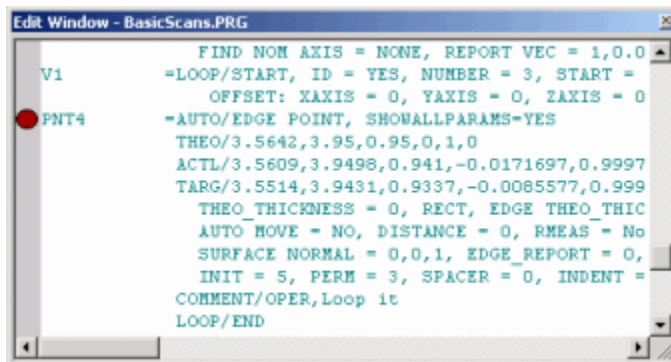 Edit Window - BasicScans.PRG
FIND NOM AXIS = NONE, REPORT VEC = 1,0.0
V1 =LOOP/START, ID = YES, NUMBER = 3, START =
OFFSET: XAXIS = 0, YAXIS = 0, ZAXIS = 0
PNT4 =AUTO/EDGE POINT, SHOWALLPARAMS=YES
THEO/3.5642,3.95,0.95,0,1,0
ACTL/3.5609,3.9498,0.941,-0.0171697,0.9997
TARG/3.5514,3.9431,0.9337,-0.0085577,0.999
THEO_THICKNESS = 0, RECT, EDGE THEO_THIC
AUTO MOVE = NO, DISTANCE = 0, RMEAS = No
SURFACE NORMAL = 0,0,1, EDGE_REPORT = 0,
INIT = 5, PERM = 3, SPACER = 0, INDENT =
COMMENT/OPER,Loop it
LOOP/END